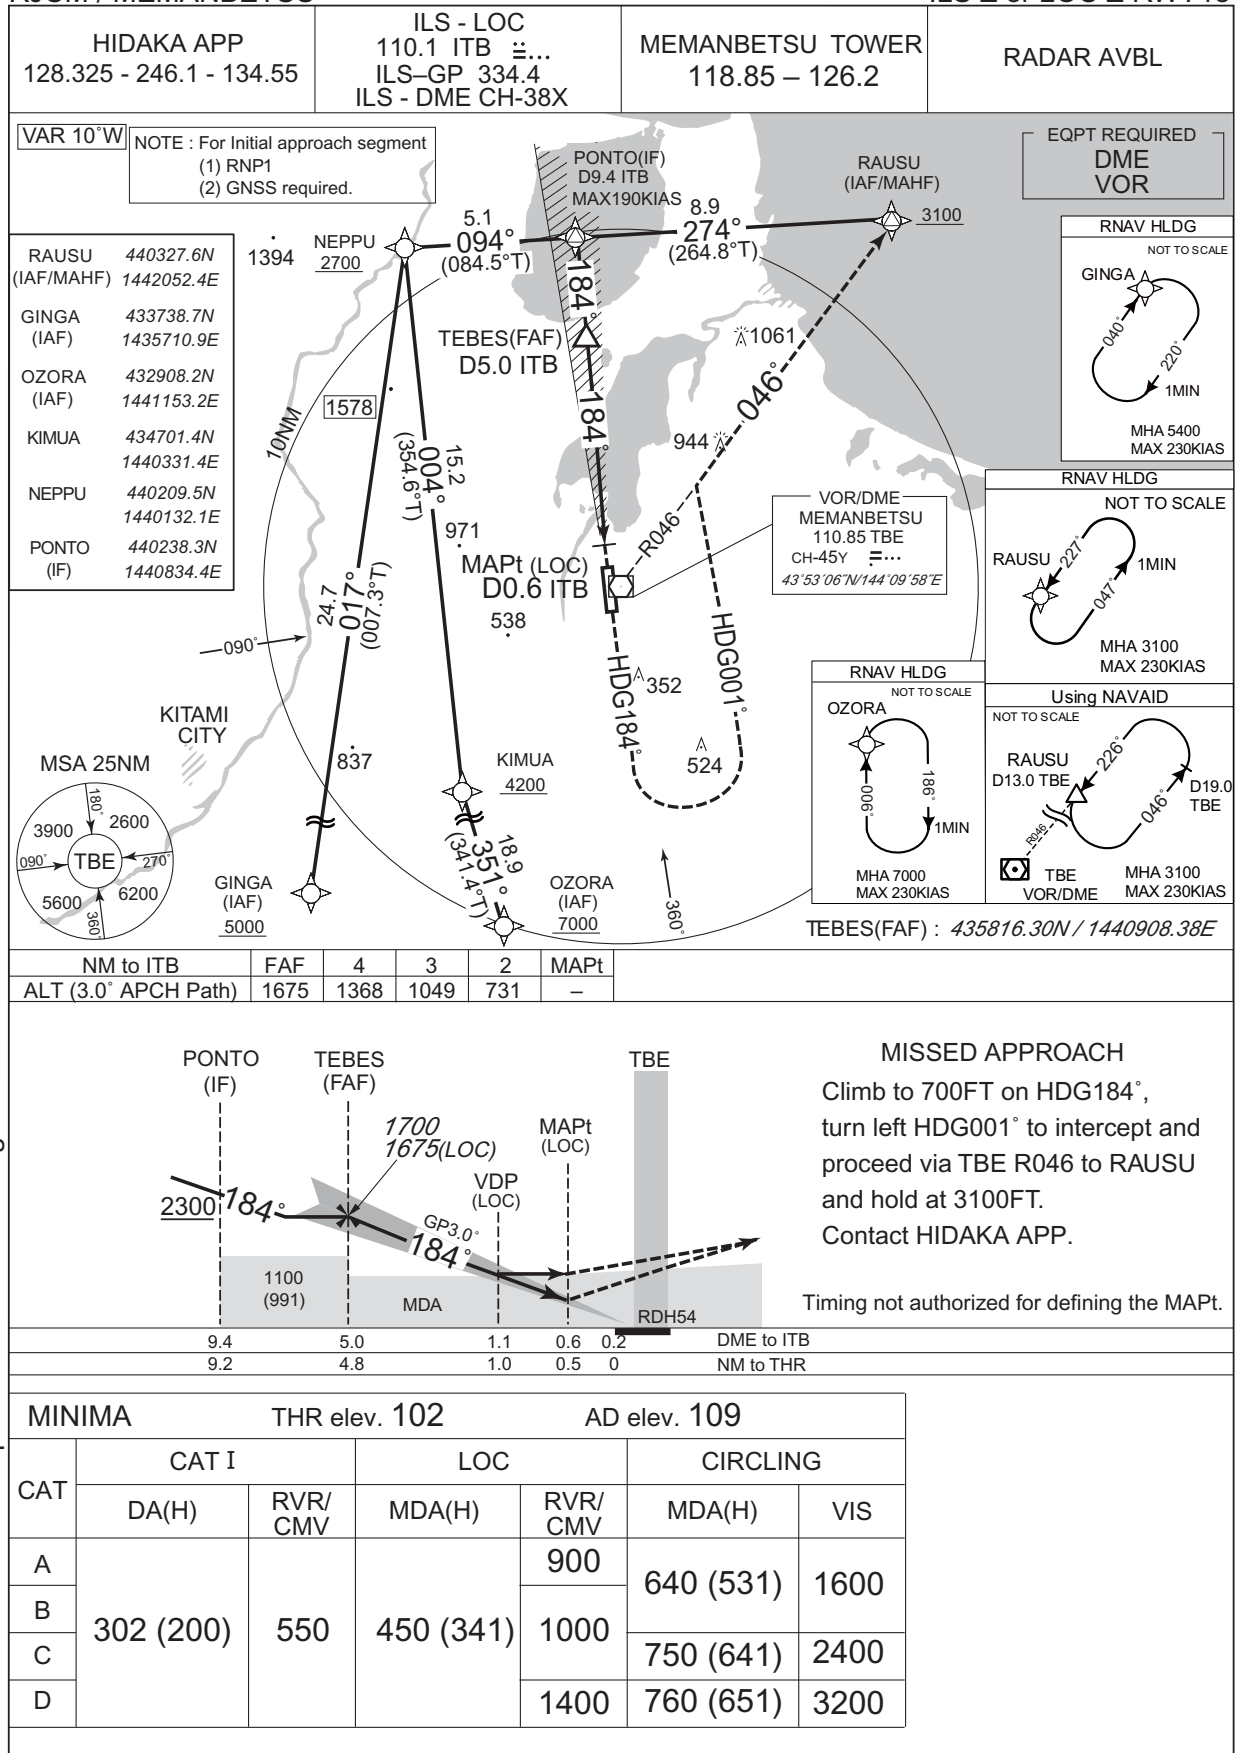 HIDAKA APP
128.325 - 246.1 - 134.55
ILS - LOC
110.1 ITB
ILS–GP 334.4
ILS - DME CH-38X
MEMANBETSU TOWER
118.85 – 126.2
RADAR AVBL
VAR 10°W
NOTE : For Initial approach segment
(1) RNP1
(2) GNSS required.
EQPT REQUIRED
DME
VOR
PONTO(IF)
D9.4 ITB
MAX190KIAS
RAUSU
(IAF/MAHF)
3100
RAUSU 440327.6N
(IAF/MAHF) 1442052.4E
GINGA 433738.7N
(IAF) 1435710.9E
OZORA 432908.2N
(IAF) 1441153.2E
KIMUA 434701.4N
1440331.4E
NEPPU 440209.5N
1440132.1E
PONTO 440238.3N
(IF) 1440834.4E
1394
NEPPU
2700
5.1
094°
(084.5°T)
8.9
274°
(264.8°T)
184°
TEBES(FAF)
D5.0 ITB
184°
1061
046°
944
1578
10NM
15.2
004°
(354.6°T)
971
MAPt (LOC)
D0.6 ITB
538
R046
VOR/DME
MEMANBETSU
110.85 TBE
CH-45Y
43°53'06"N/144°09'58"E
24.7
017°
(007.3°T)
090°
HDG184°
HDG001°
352
524
KITAMI
CITY
837
KIMUA
4200
MSA 25NM
180°
3900
2600
090°
TBE
270°
5600
6200
360°
GINGA
(IAF)
5000
18.9
351°
(341.4°T)
OZORA
(IAF)
7000
360°
RNAV HLDG
NOT TO SCALE
GINGA
040°
220°
1MIN
MHA 5400
MAX 230KIAS
RNAV HLDG
NOT TO SCALE
RAUSU
227°
1MIN
047°
MHA 3100
MAX 230KIAS
RNAV HLDG
NOT TO SCALE
OZORA
006°
186°
1MIN
MHA 7000
MAX 230KIAS
Using NAVAID
NOT TO SCALE
RAUSU
D13.0 TBE
226°
046°
D19.0
TBE
R046
TBE
VOR/DME
MHA 3100
MAX 230KIAS
TEBES(FAF) : 435816.30N / 1440908.38E
NM to ITB FAF 4 3 2 MAPt
ALT (3.0° APCH Path) 1675 1368 1049 731 –
PONTO
(IF)
TEBES
(FAF)
TBE
1700
1675(LOC)
MAPt
(LOC)
VDP
(LOC)
2300
184°
GP3.0°
184°
1100
(991)
MDA
RDH54
9.4 5.0 1.1 0.6 0.2 DME to ITB
9.2 4.8 1.0 0.5 0 NM to THR
MISSED APPROACH
Climb to 700FT on HDG184°,
turn left HDG001° to intercept and
proceed via TBE R046 to RAUSU
and hold at 3100FT.
Contact HIDAKA APP.
Timing not authorized for defining the MAPt.
MINIMA THR elev. 102 AD elev. 109
CAT CAT I LOC CIRCLING
DA(H) RVR/ CMV MDA(H) RVR/ CMV MDA(H) VIS
A 302 (200) 550 450 (341) 900 640 (531) 1600
B 1000
C 750 (641) 2400
D 1400 760 (651) 3200